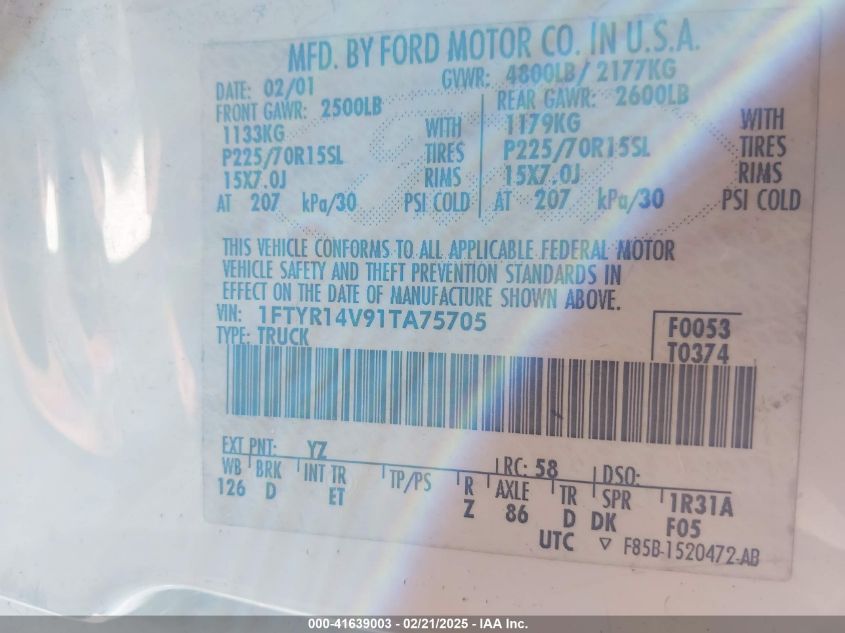 MFD. BY FORD MOTOR CO. IN U.S.A.
DATE: 02/01 GVWR: 4800LB/ 2177KG
FRONT GAWR: 2500LB REAR GAWR: 2600LB
1133KG WITH 1179KG WITH
P225/70R15SL TIRES P225/70R15SL TIRES
15X7.0J RIMS 15X7.0J RIMS
AT 207 kPa/30 PSI COLD AT 207 kPa/30 PSI COLD
THIS VEHICLE CONFORMS TO ALL APPLICABLE FEDERAL MOTOR
VEHICLE SAFETY AND THEFT PREVENTION STANDARDS IN
EFFECT ON THE DATE OF MANUFACTURE SHOWN ABOVE.
VIN: 1FTYR14V91TA75705
TYPE: TRUCK
F0053
T0374
EXT PNT: YZ RC: 58 DSO:
WB BRK INT TR TP/PS R AXLE TR SPR 1R31A
126 D ET Z 86 D DK F05
UTC ▽ F85B-1520472-AB
000-41639003 - 02/21/2025 - IAA Inc.